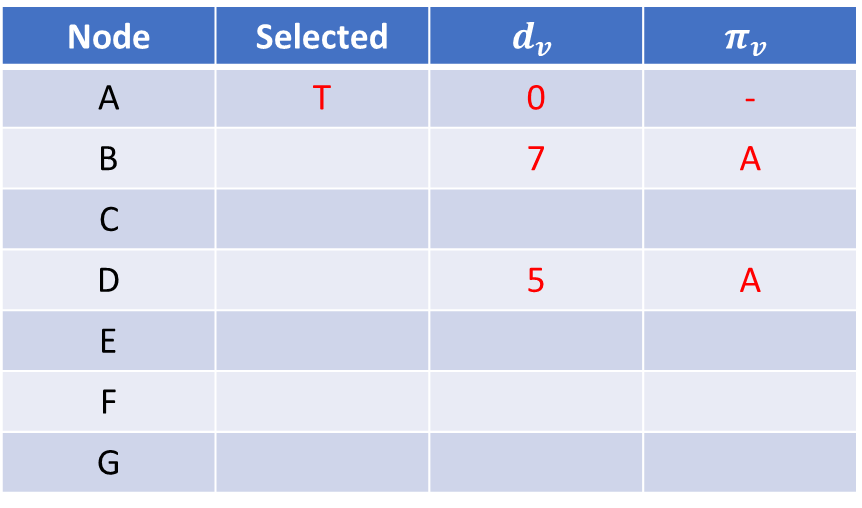 Node Selected d_v π_v
A T 0 -
B 7 A
C
D 5 A
E
F
G